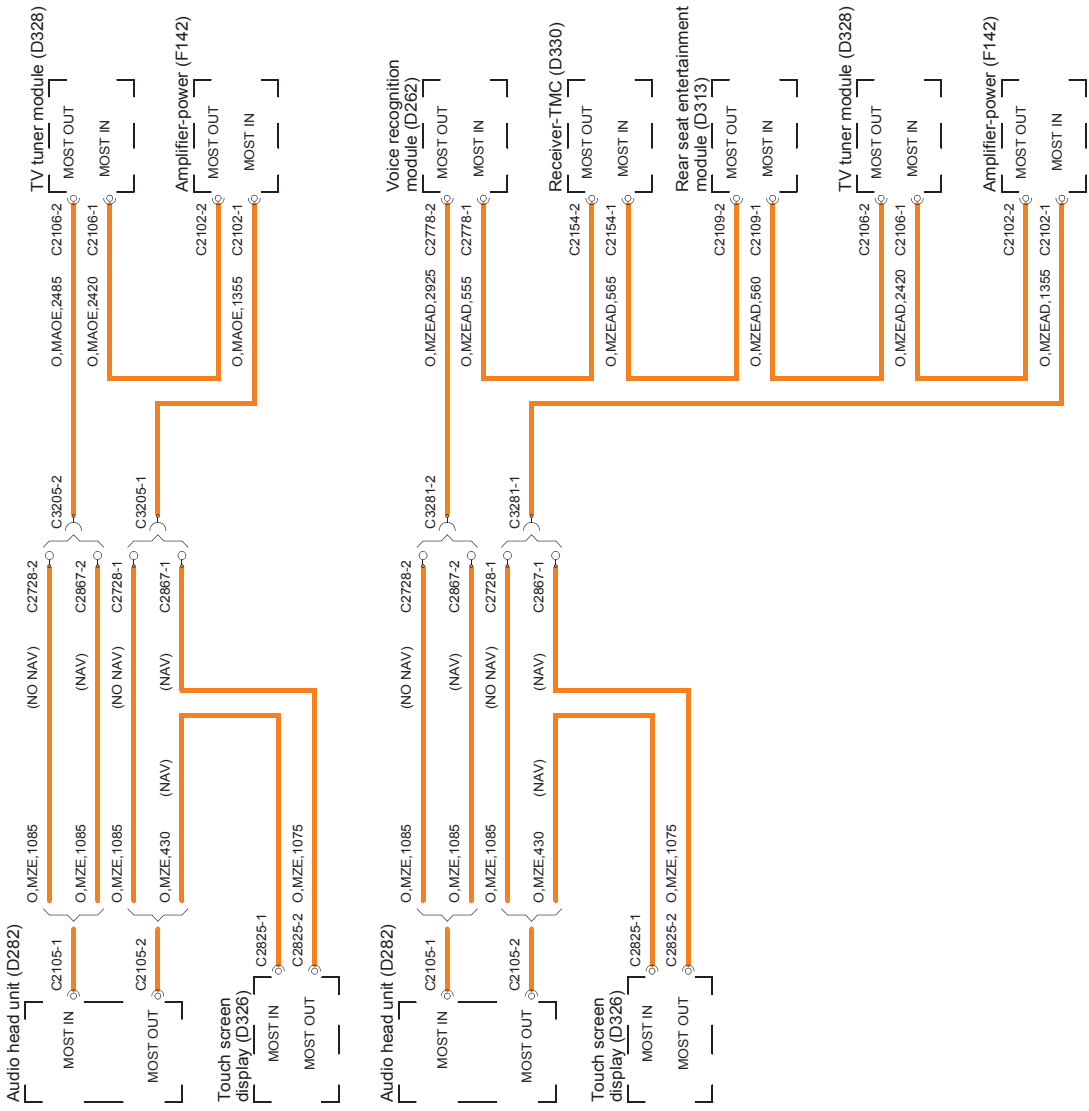 Audio head unit (D282)
MOST IN
MOST OUT
C2105-1
C2105-2
Touch screen
display (D326)
MOST IN
MOST OUT
C2825-1
C2825-2
O,MZE,1085
O,MZE,1085
O,MZE,1085
O,MZE,430
O,MZE,1075
(NO NAV)
(NAV)
(NO NAV)
(NAV)
(NAV)
C2728-2
C2867-2
C2728-1
C2867-1
C3205-2
C3205-1
O,MAOE,2485
O,MAOE,2420
O,MAOE,1355
C2106-2
C2106-1
C2102-2
C2102-1
TV tuner module (D328)
MOST OUT
MOST IN
Amplifier-power (F142)
MOST OUT
MOST IN
Audio head unit (D282)
MOST IN
MOST OUT
C2105-1
C2105-2
Touch screen
display (D326)
MOST IN
MOST OUT
C2825-1
C2825-2
O,MZE,1085
O,MZE,1085
O,MZE,1085
O,MZE,430
O,MZE,1075
(NO NAV)
(NAV)
(NO NAV)
(NAV)
(NAV)
C2728-2
C2867-2
C2728-1
C2867-1
C3281-2
C3281-1
O,MZEAD,2925
O,MZEAD,555
O,MZEAD,565
O,MZEAD,560
O,MZEAD,2420
O,MZEAD,1355
C2778-2
C2778-1
C2154-2
C2154-1
C2109-2
C2109-1
C2106-2
C2106-1
C2102-2
C2102-1
Voice recognition
module (D262)
MOST OUT
MOST IN
Receiver-TMC (D330)
MOST OUT
MOST IN
Rear seat entertainment
module (D313)
MOST OUT
MOST IN
TV tuner module (D328)
MOST OUT
MOST IN
Amplifier-power (F142)
MOST OUT
MOST IN